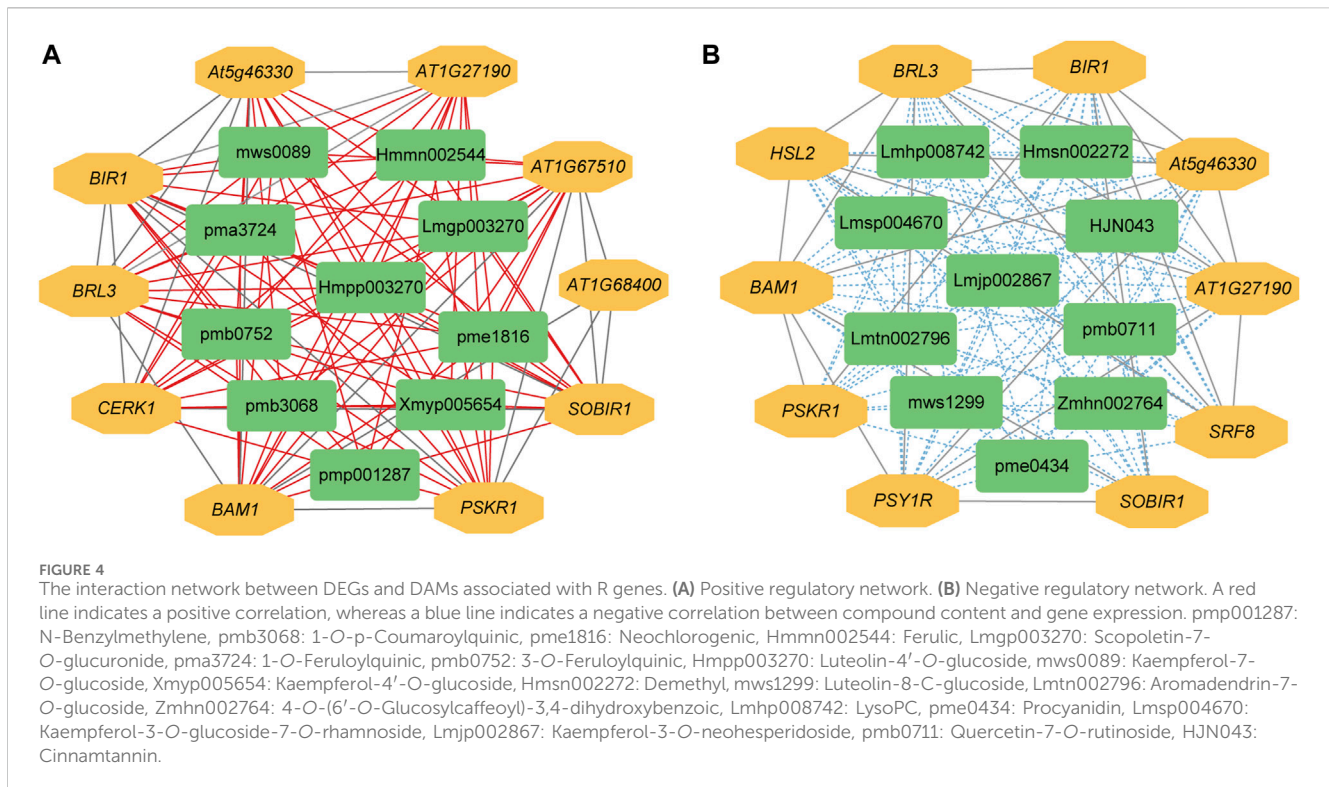 A
B
At5g46330
AT1G27190
BRL3
BIR1
mws0089
Hmmn002544
Lmhp008742
Hmsn002272
HSL2
At5g46330
BIR1
AT1G67510
pma3724
Lmgp003270
Lmsp004670
HJN043
Hmpp003270
Lmjp002867
BRL3
AT1G68400
BAM1
AT1G27190
pmb0752
pme1816
Lmtn002796
pmb0711
CERK1
pmb3068
Xmyp005654
SOBIR1
PSKR1
mws1299
Zmhn002764
SRF8
pmp001287
pme0434
BAM1
PSKR1
PSY1R
SOBIR1
FIGURE 4
The interaction network between DEGs and DAMs associated with R genes. (A) Positive regulatory network. (B) Negative regulatory network. A red
line indicates a positive correlation, whereas a blue line indicates a negative correlation between compound content and gene expression. pmp001287:
N-Benzylmethylene, pmb3068: 1-O-p-Coumaroylquinic, pme1816: Neochlorogenic, Hmmn002544: Ferulic, Lmgp003270: Scopoletin-7-
O-glucuronide, pma3724: 1-O-Feruloylquinic, pmb0752: 3-O-Feruloylquinic, Hmpp003270: Luteolin-4′-O-glucoside, mws0089: Kaempferol-7-
O-glucoside, Xmyp005654: Kaempferol-4′-O-glucoside, Hmsn002272: Demethyl, mws1299: Luteolin-8-C-glucoside, Lmtn002796: Aromadendrin-7-
O-glucoside, Zmhn002764: 4-O-(6′-O-Glucosylcaffeoyl)-3,4-dihydroxybenzoic, Lmhp008742: LysoPC, pme0434: Procyanidin, Lmsp004670:
Kaempferol-3-O-glucoside-7-O-rhamnoside, Lmjp002867: Kaempferol-3-O-neohesperidoside, pmb0711: Quercetin-7-O-rutinoside, HJN043:
Cinnamtannin.